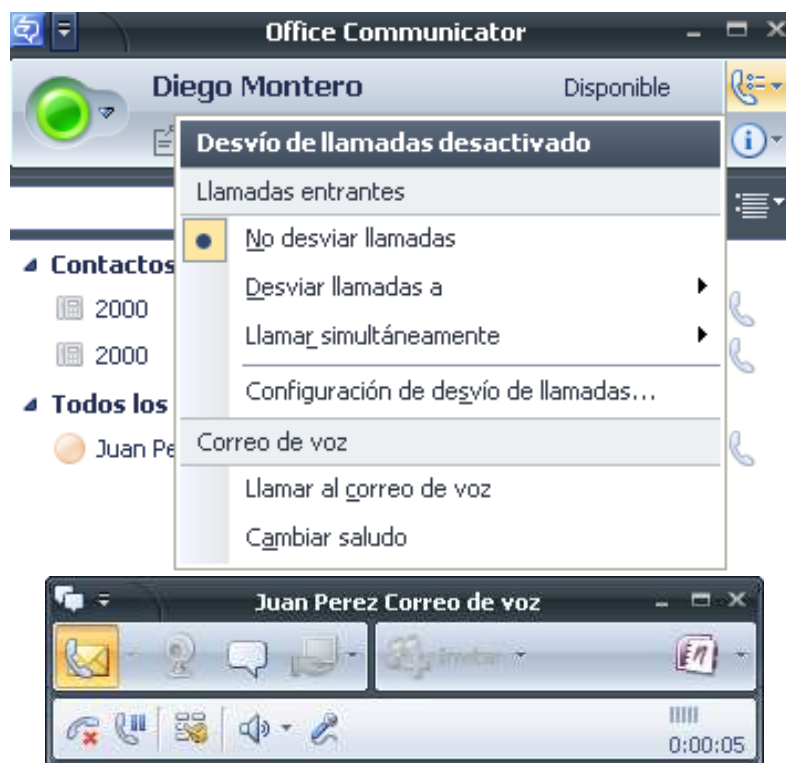 Office Communicator
Diego Montero Disponible
Desvío de llamadas desactivado
Llamadas entrantes
No desviar llamadas
Contactos
Desviar llamadas a
2000
Llamar simultáneamente
2000
Configuración de desvío de llamadas...
Todos los
Correo de voz
Juan Pe
Llamar al correo de voz
Cambiar saludo
Juan Perez Correo de voz
Invitar
0:00:05